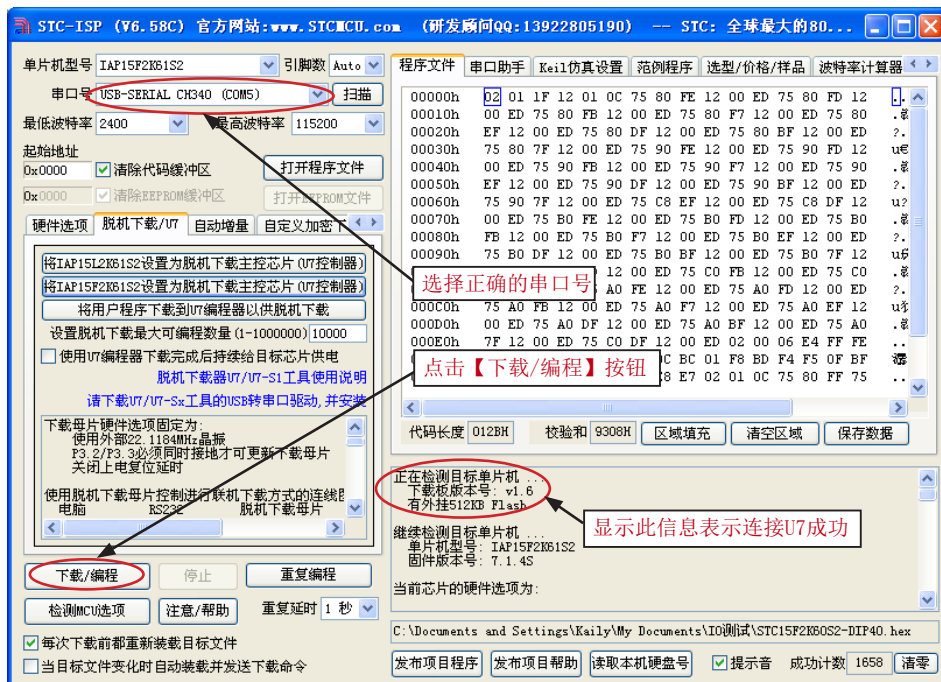 STC-ISP (V6.58C) 官方网站:www.STCMCU.com (研发顾问QQ:13922805190) -- STC: 全球最大的80...
单片机型号 IAP15F2K61S2 引脚数 Auto
串口号 USB-SERIAL CH340 (COM5) 扫描
最低波特率 2400 最高波特率 115200
起始地址
0x0000 清除代码缓冲区 打开程序文件
0x0000 清除EEPROM缓冲区 打开EEPROM文件
硬件选项 脱机下载/U7 自动增量 自定义加密下
将IAP15L2K61S2设置为脱机下载主控芯片(U7控制器)
将IAP15F2K61S2设置为脱机下载主控芯片(U7控制器)
将用户程序下载到U7编程器以供脱机下载
设置脱机下载最大可编程数量(1-1000000) 10000
使用U7编程器下载完成后持续给目标芯片供电
脱机下载器U7/U7-S1工具使用说明
请下载U7/U7-Sx工具的USB转串口驱动,并安装
下载母片硬件选项固定为:
使用外部22.1184MHz晶振
P3.2/P3.3必须同时接地才可更新下载母片
关闭上电复位延时
使用脱机下载母片控制进行联机下载方式的连线
电脑 RS232 脱机下载母片
下载/编程 停止 重复编程
检测MCU选项 注意/帮助 重复延时 1 秒
每次下载前都重新装载目标文件
当目标文件变化时自动装载并发送下载命令
程序文件 串口助手 Keil仿真设置 范例程序 选型/价格/样品 波特率计算器
00000h 02 01 1F 12 01 0C 75 80 FE 12 00 ED 75 80 FD 12
00010h 00 ED 75 80 FB 12 00 ED 75 80 F7 12 00 ED 75 80
00020h EF 12 00 ED 75 80 DF 12 00 ED 75 80 BF 12 00 ED ?.
00030h 75 80 7F 12 00 ED 75 90 FE 12 00 ED 75 90 FD 12 u€
00040h 00 ED 75 90 FB 12 00 ED 75 90 F7 12 00 ED 75 90
00050h EF 12 00 ED 75 90 DF 12 00 ED 75 90 BF 12 00 ED ?.
00060h 75 90 7F 12 00 ED 75 C8 EF 12 00 ED 75 C8 DF 12 u?
00070h 00 ED 75 B0 FE 12 00 ED 75 B0 FD 12 00 ED 75 B0
00080h FB 12 00 ED 75 B0 F7 12 00 ED 75 B0 EF 12 00 ED ?.
00090h 75 B0 DF 12 00 ED 75 B0 BF 12 00 ED 75 B0 7F 12
12 00 ED 75 C0 FB 12 00 ED 75 C0
75 A0 FE 12 00 ED 75 A0 FD 12 00 ED ?.
000C0h 75 A0 FB 12 00 ED 75 A0 F7 12 00 ED 75 A0 EF 12
000D0h 00 ED 75 A0 DF 12 00 ED 75 A0 BF 12 00 ED 75 A0
000E0h 7F 12 00 ED 75 C0 DF 12 00 ED 02 00 06 E4 FF FE ..
BC 01 F8 BD F4 F5 0F BF
E7 02 01 0C 75 80 FF 75 ..
选择正确的串口号
点击【下载/编程】按钮
代码长度 012BH 校验和 9308H 区域填充 清空区域 保存数据
正在检测目标单片机 ...
下载板版本号: v1.6
有外挂512KB Flash
显示此信息表示连接U7成功
继续检测目标单片机 ...
单片机型号: IAP15F2K61S2
固件版本号: 7.1.4S
当前芯片的硬件选项为:
C:\Documents and Settings\Kaily\My Documents\IO测试\STC15F2K60S2-DIP40.hex
发布项目程序 发布项目帮助 读取本机硬盘号 提示音 成功计数 1658 清零